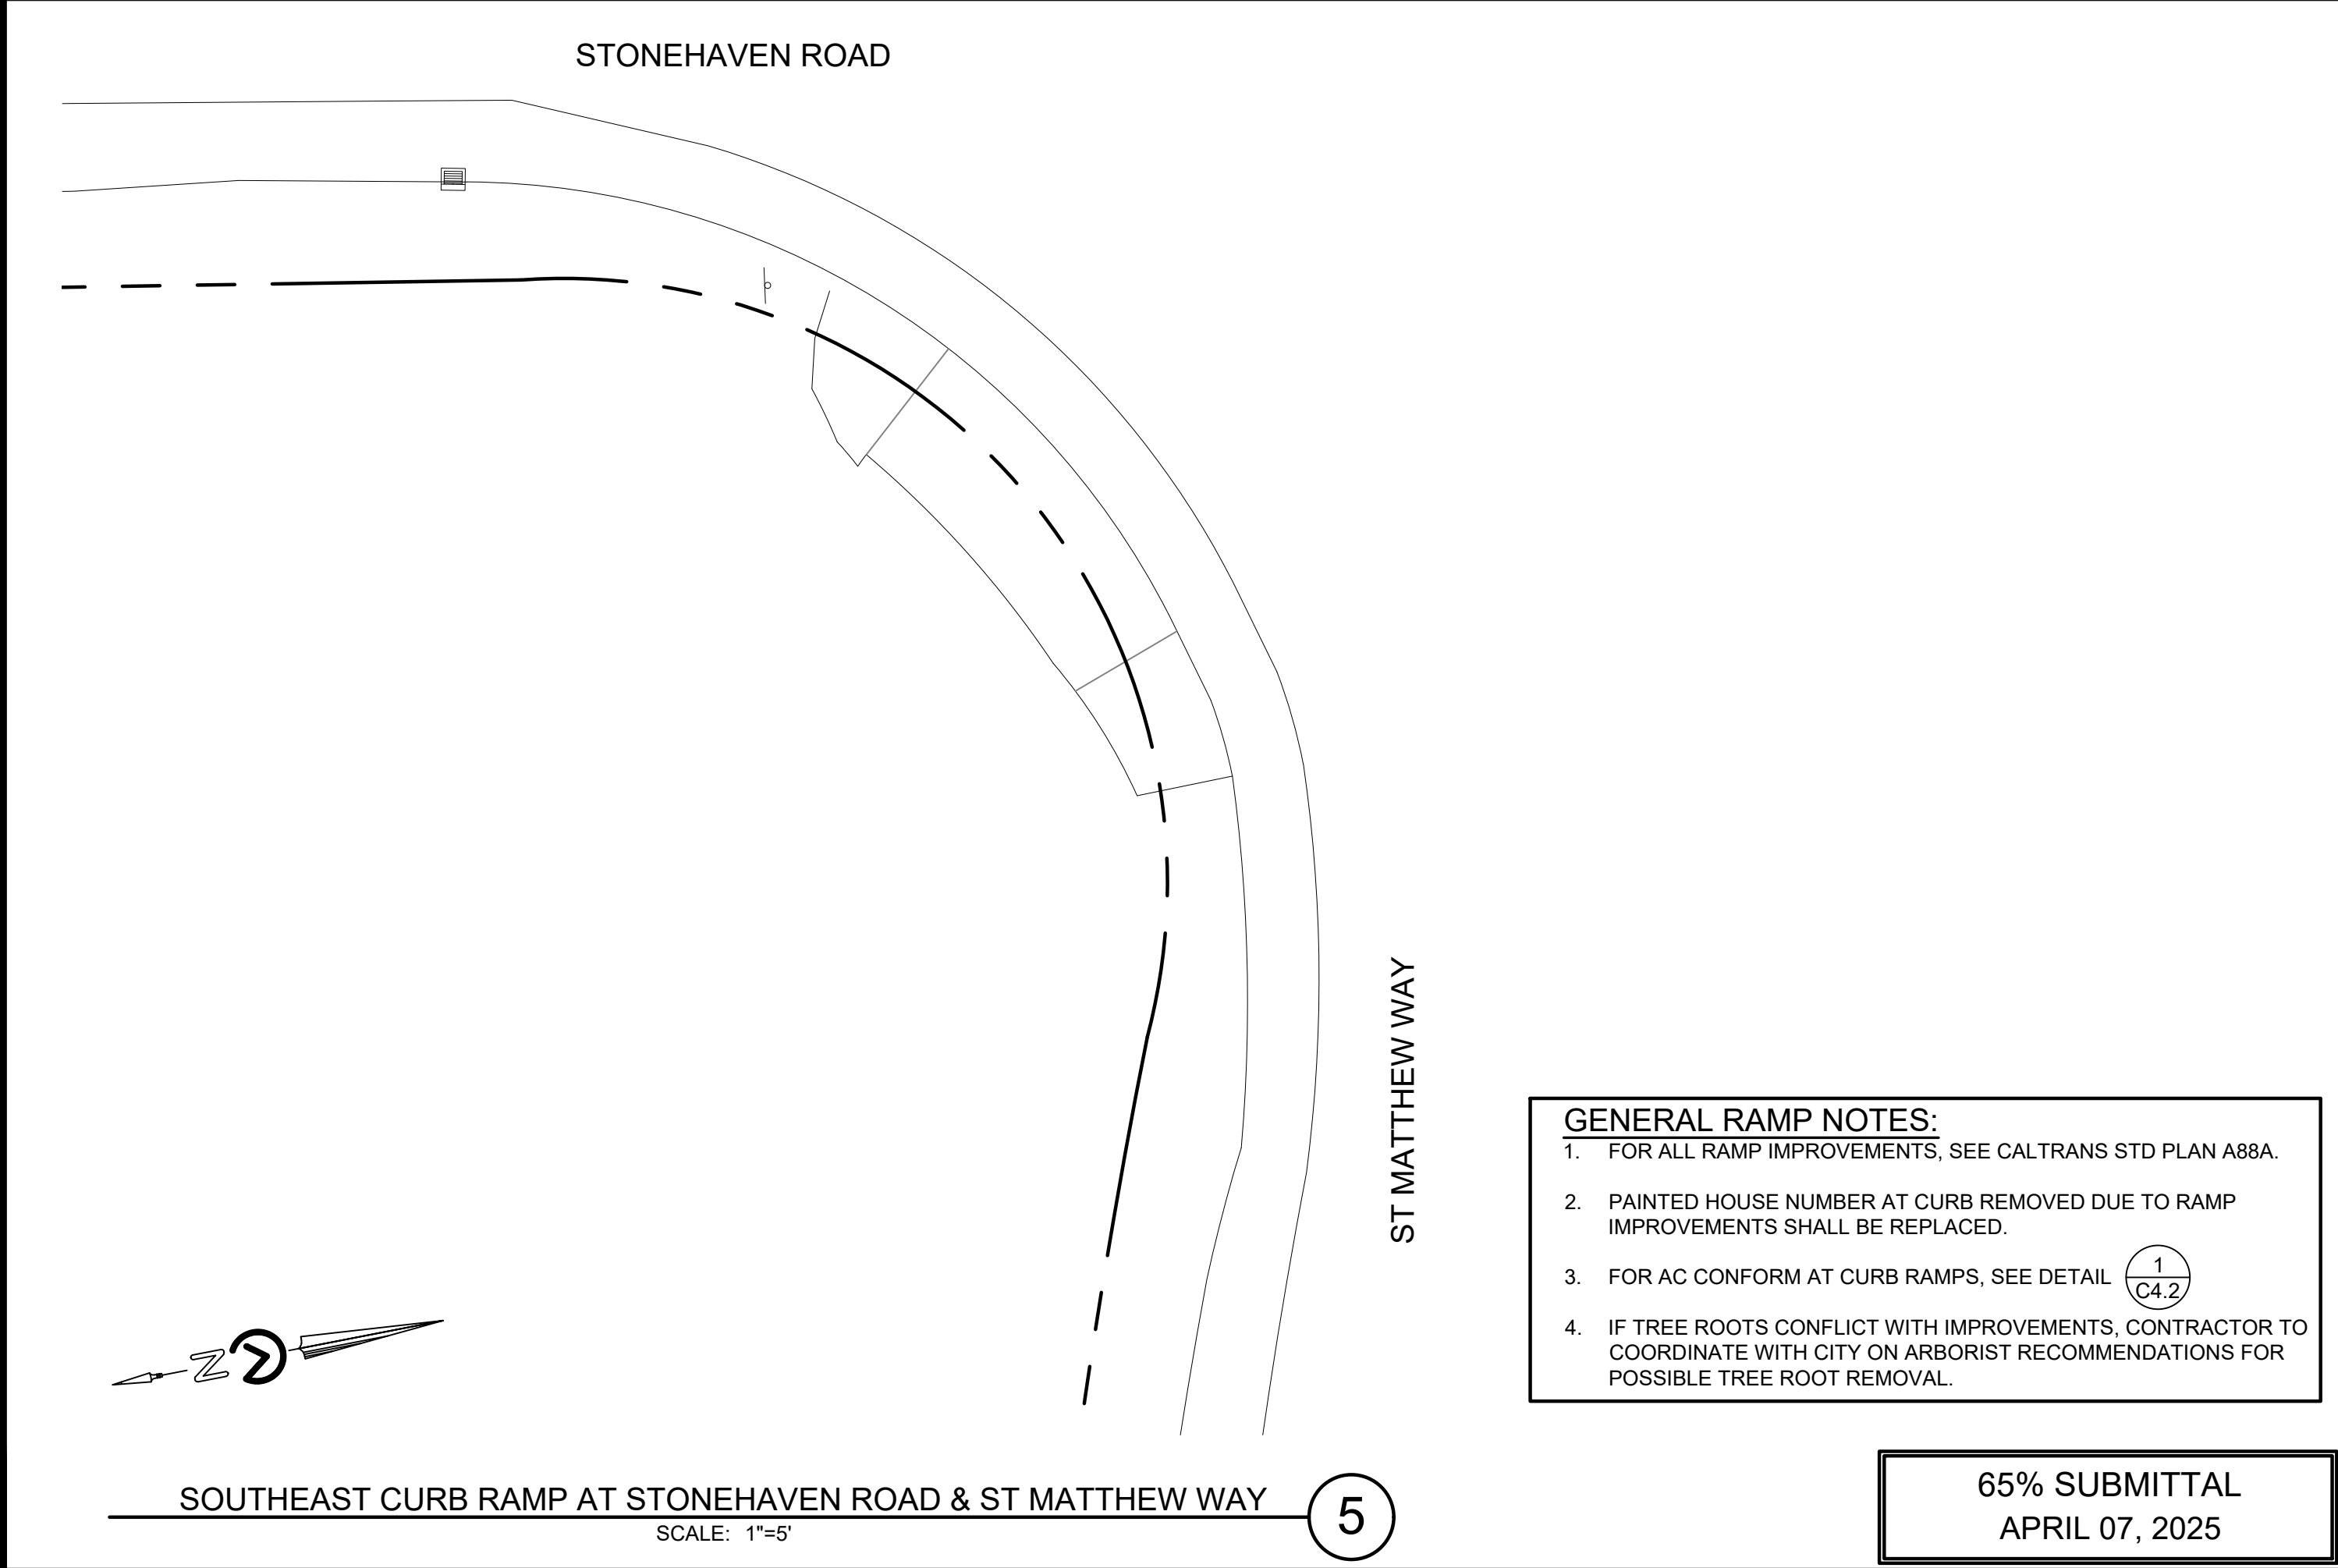 STONEHAVEN ROAD
ST MATTHEW WAY
GENERAL RAMP NOTES:
1. FOR ALL RAMP IMPROVEMENTS, SEE CALTRANS STD PLAN A88A.
2. PAINTED HOUSE NUMBER AT CURB REMOVED DUE TO RAMP
IMPROVEMENTS SHALL BE REPLACED.
3. FOR AC CONFORM AT CURB RAMPS, SEE DETAIL
1
C4.2
4. IF TREE ROOTS CONFLICT WITH IMPROVEMENTS, CONTRACTOR TO
COORDINATE WITH CITY ON ARBORIST RECOMMENDATIONS FOR
POSSIBLE TREE ROOT REMOVAL.
N
SOUTHEAST CURB RAMP AT STONEHAVEN ROAD & ST MATTHEW WAY
5
SCALE: 1"=5'
65% SUBMITTAL
APRIL 07, 2025